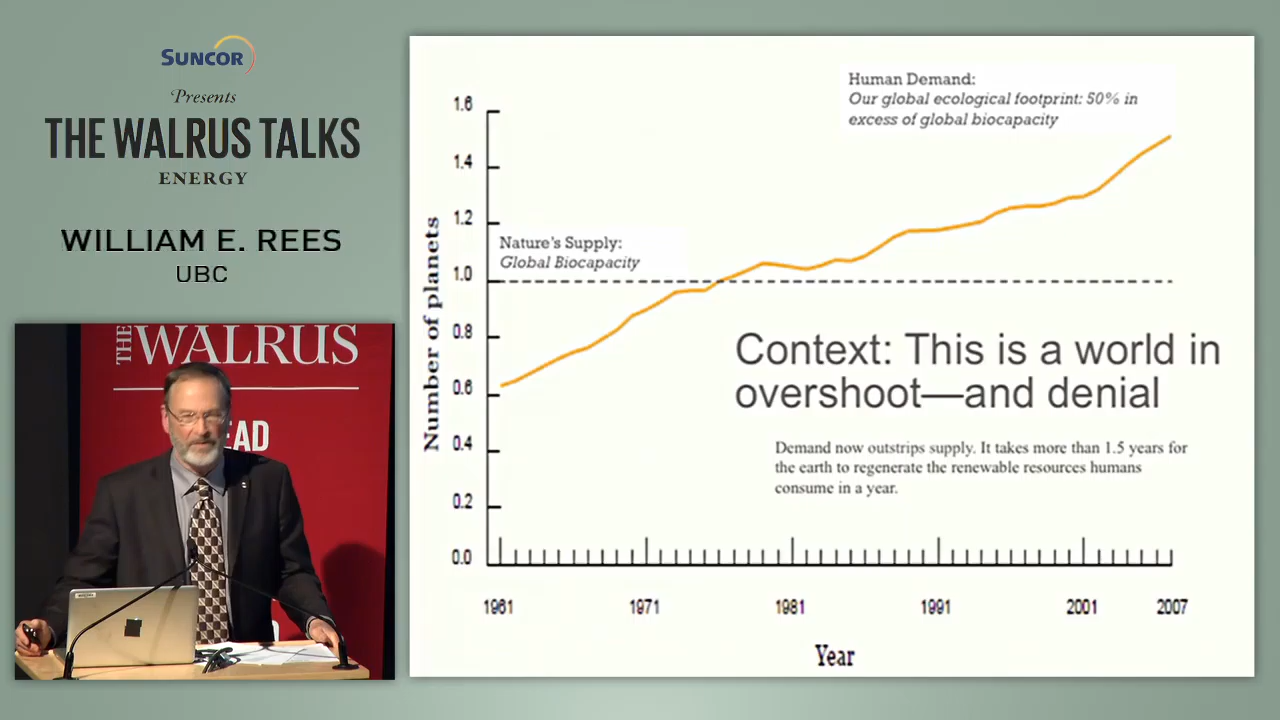 SUNCOR
Presents
THE WALRUS TALKS
ENERGY
WILLIAM E. REES
UBC
THE WALRUS
EAD
Human Demand:
Our global ecological footprint: 50% in
excess of global biocapacity
Nature's Supply:
Global Biocapacity
Number of planets
1.6
1.4
1.2
1.0
0.8
0.6
0.4
0.2
0.0
Context: This is a world in
overshoot—and denial
Demand now outstrips supply. It takes more than 1.5 years for
the earth to regenerate the renewable resources humans
consume in a year.
1961 1971 1981 1991 2001 2007
Year